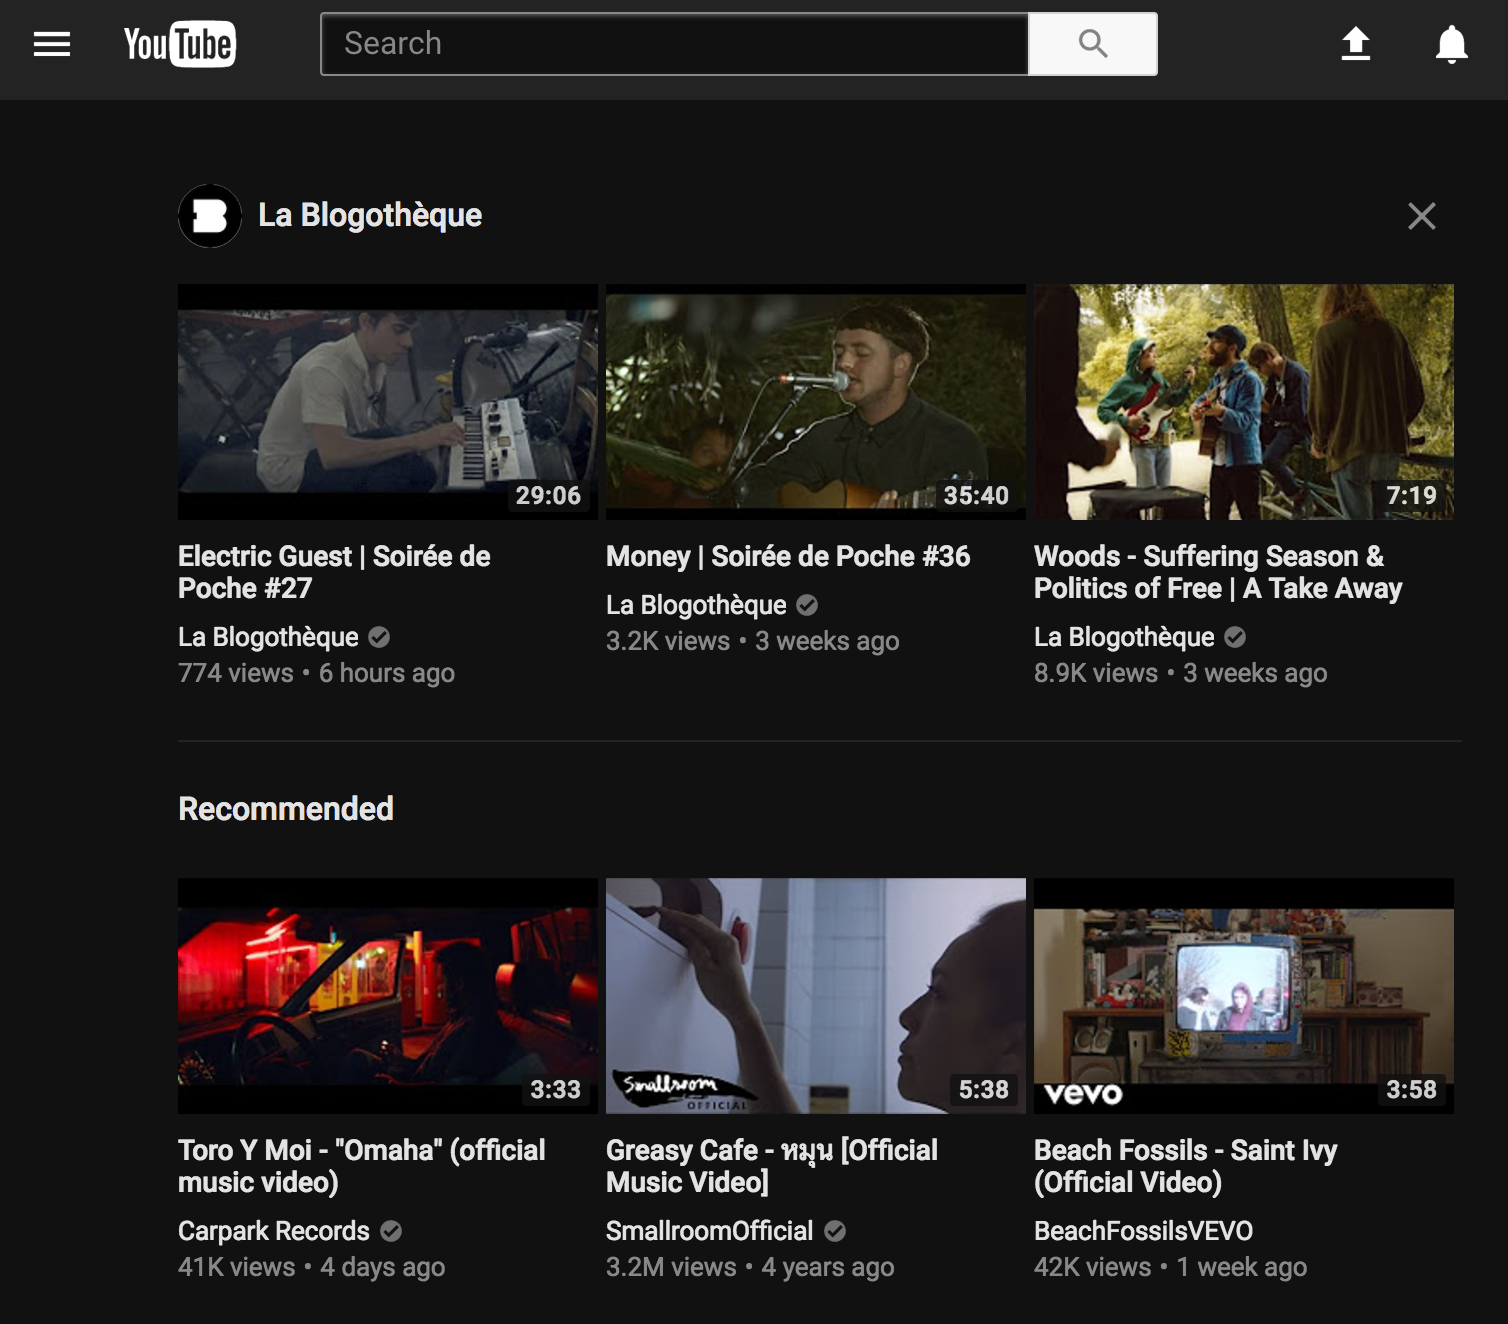 YouTube
Search
La Blogothèque
29:06
35:40
7:19
Electric Guest | Soirée de
Poche #27
La Blogothèque
774 views • 6 hours ago
Money | Soirée de Poche #36
La Blogothèque
3.2K views • 3 weeks ago
Woods - Suffering Season &
Politics of Free | A Take Away
La Blogothèque
8.9K views • 3 weeks ago
Recommended
3:33
Smallroom
OFFICIAL
5:38
vevo
3:58
Toro Y Moi - "Omaha" (official
music video)
Carpark Records
41K views • 4 days ago
Greasy Cafe - หมุน [Official
Music Video]
SmallroomOfficial
3.2M views • 4 years ago
Beach Fossils - Saint Ivy
(Official Video)
BeachFossilsVEVO
42K views • 1 week ago